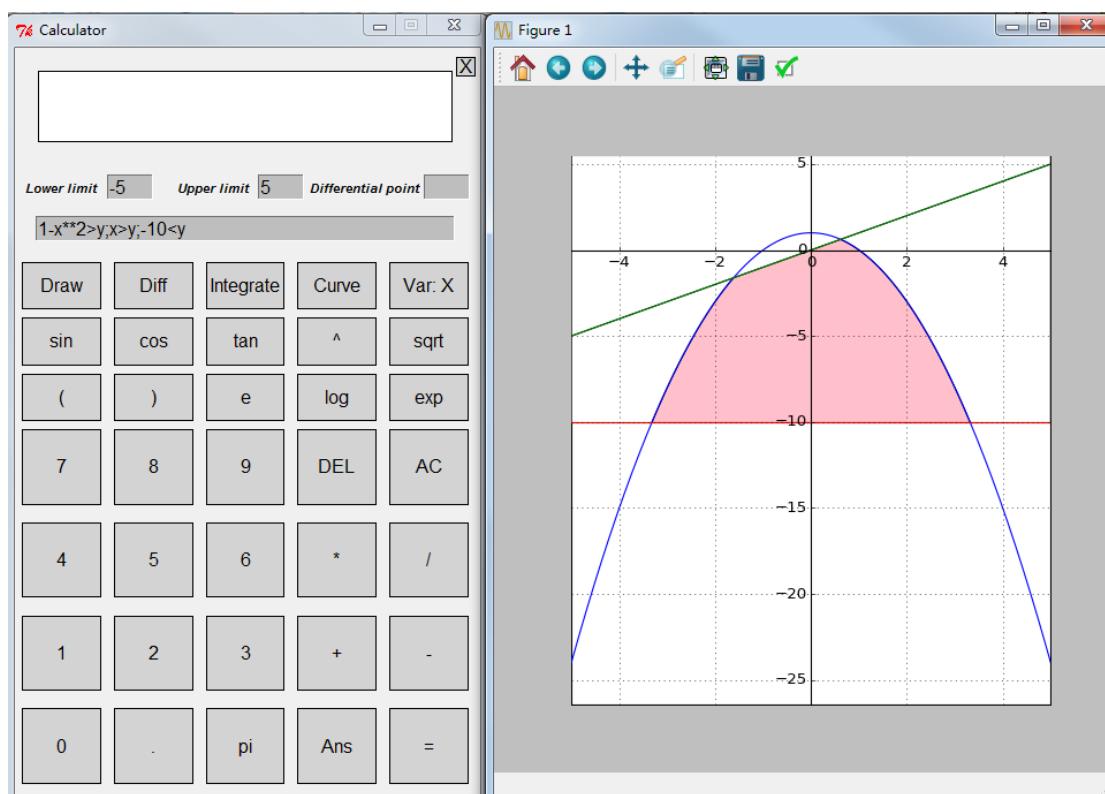 Calculator
X
Lower limit -5 Upper limit 5 Differential point
1-x**2>y;x>y;-10<y
Draw Diff Integrate Curve Var: X
sin cos tan ^ sqrt
( ) e log exp
7 8 9 DEL AC
4 5 6 * /
1 2 3 + -
0 . pi Ans =
Figure 1
5
0
−4 −2 0 2 4
−5
−10
−15
−20
−25